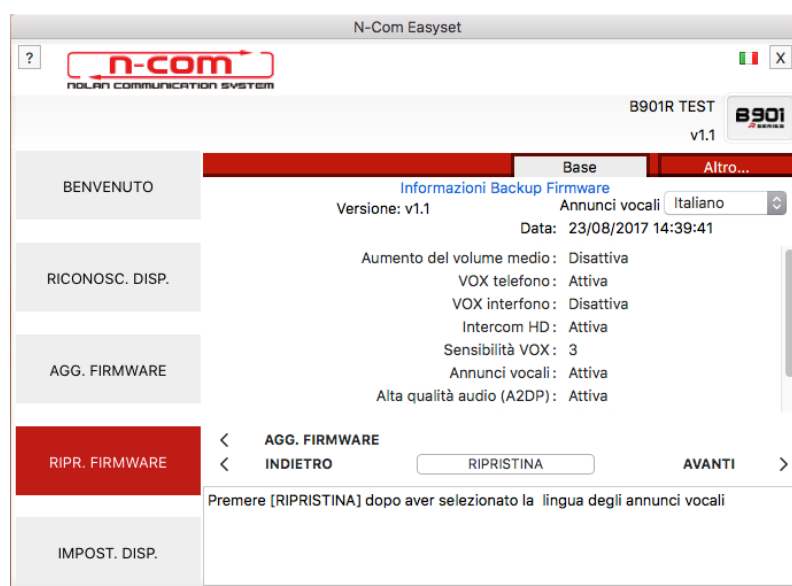 N-Com Easyset
?
n-com
NOLAN COMMUNICATION SYSTEM
X
B901R TEST
v1.1
B901
R SERIES
BENVENUTO
RICONOSC. DISP.
AGG. FIRMWARE
RIPR. FIRMWARE
IMPOST. DISP.
Base
Altro...
Informazioni Backup Firmware
Versione: v1.1
Annunci vocali Italiano
Data: 23/08/2017 14:39:41
Aumento del volume medio: Disattiva
VOX telefono: Attiva
VOX interfono: Disattiva
Intercom HD: Attiva
Sensibilità VOX: 3
Annunci vocali: Attiva
Alta qualità audio (A2DP): Attiva
< AGG. FIRMWARE
< INDIETRO RIPRISTINA AVANTI >
Premere [RIPRISTINA] dopo aver selezionato la lingua degli annunci vocali